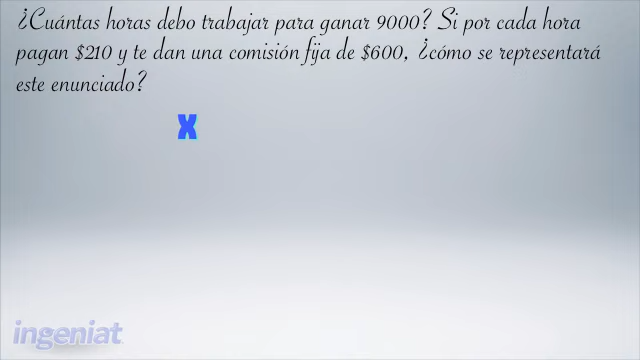 ¿Cuántas horas debo trabajar para ganar 9000? Si por cada hora
pagan $210 y te dan una comisión fija de $600, ¿cómo se representará
este enunciado?
x
ingeniat